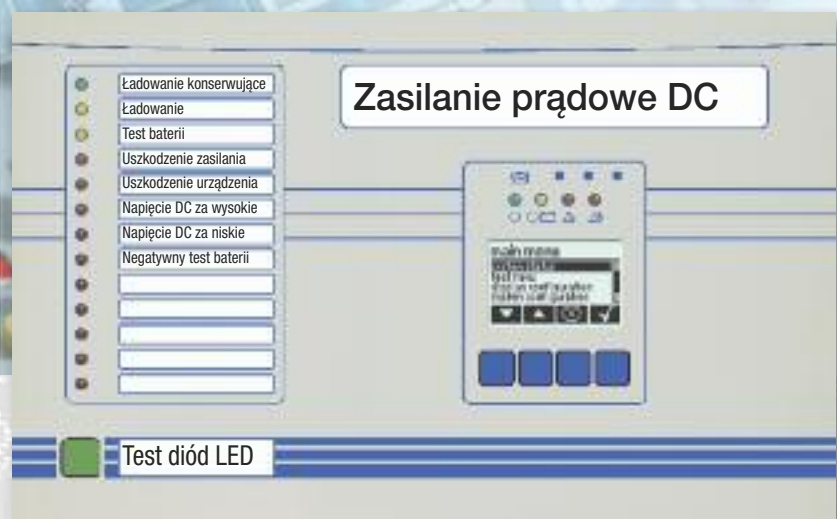 Ładowanie konserwujące
Ładowanie
Test baterii
Uszkodzenie zasilania
Uszkodzenie urządzenia
Napięcie DC za wysokie
Napięcie DC za niskie
Negatywny test baterii
Zasilanie prądowe DC
main menu
Test diód LED